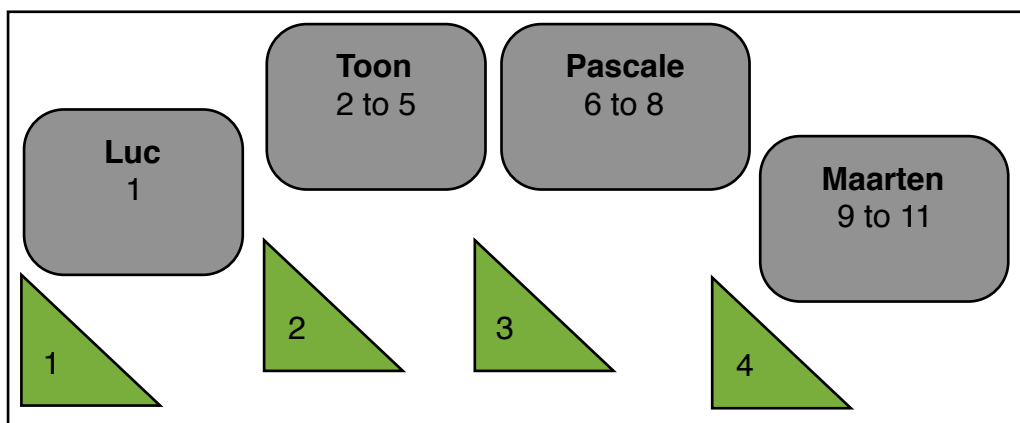 Luc
1
Toon
2 to 5
Pascale
6 to 8
Maarten
9 to 11
1
2
3
4